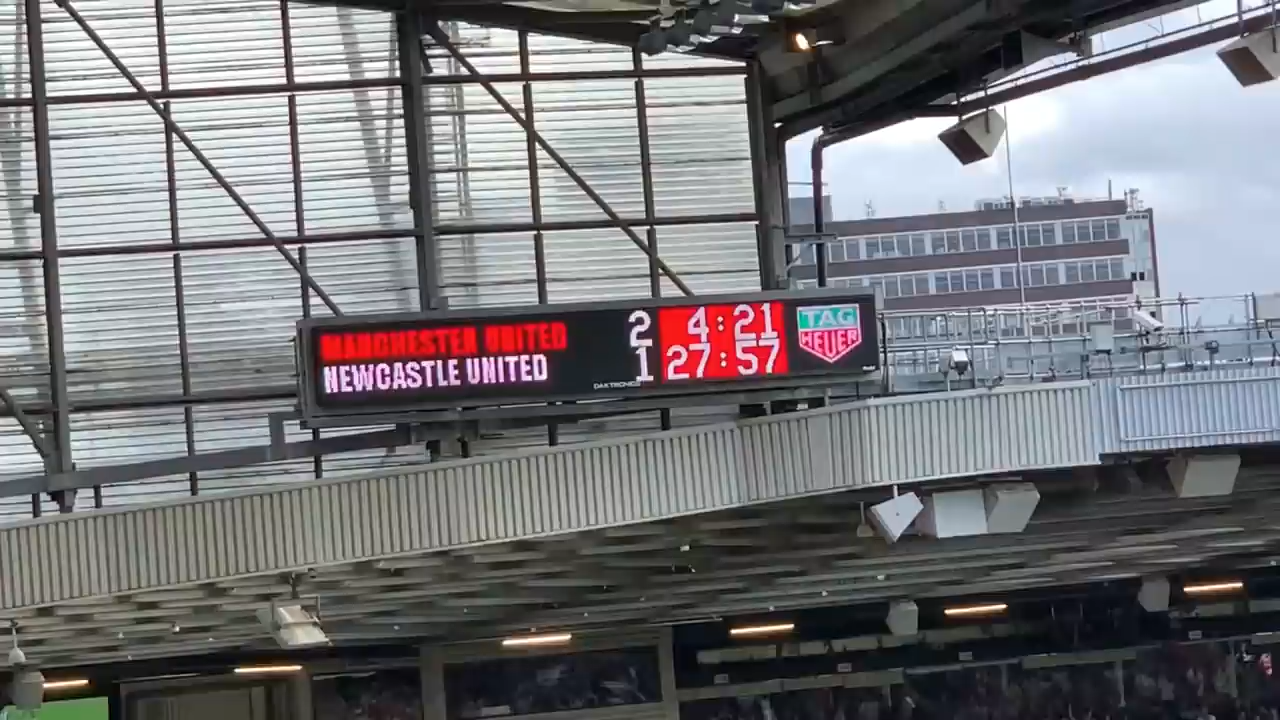 MANCHESTER UNITED 2 4:21
NEWCASTLE UNITED 1 27:57
TAG
HEUER
DAKTRONICS